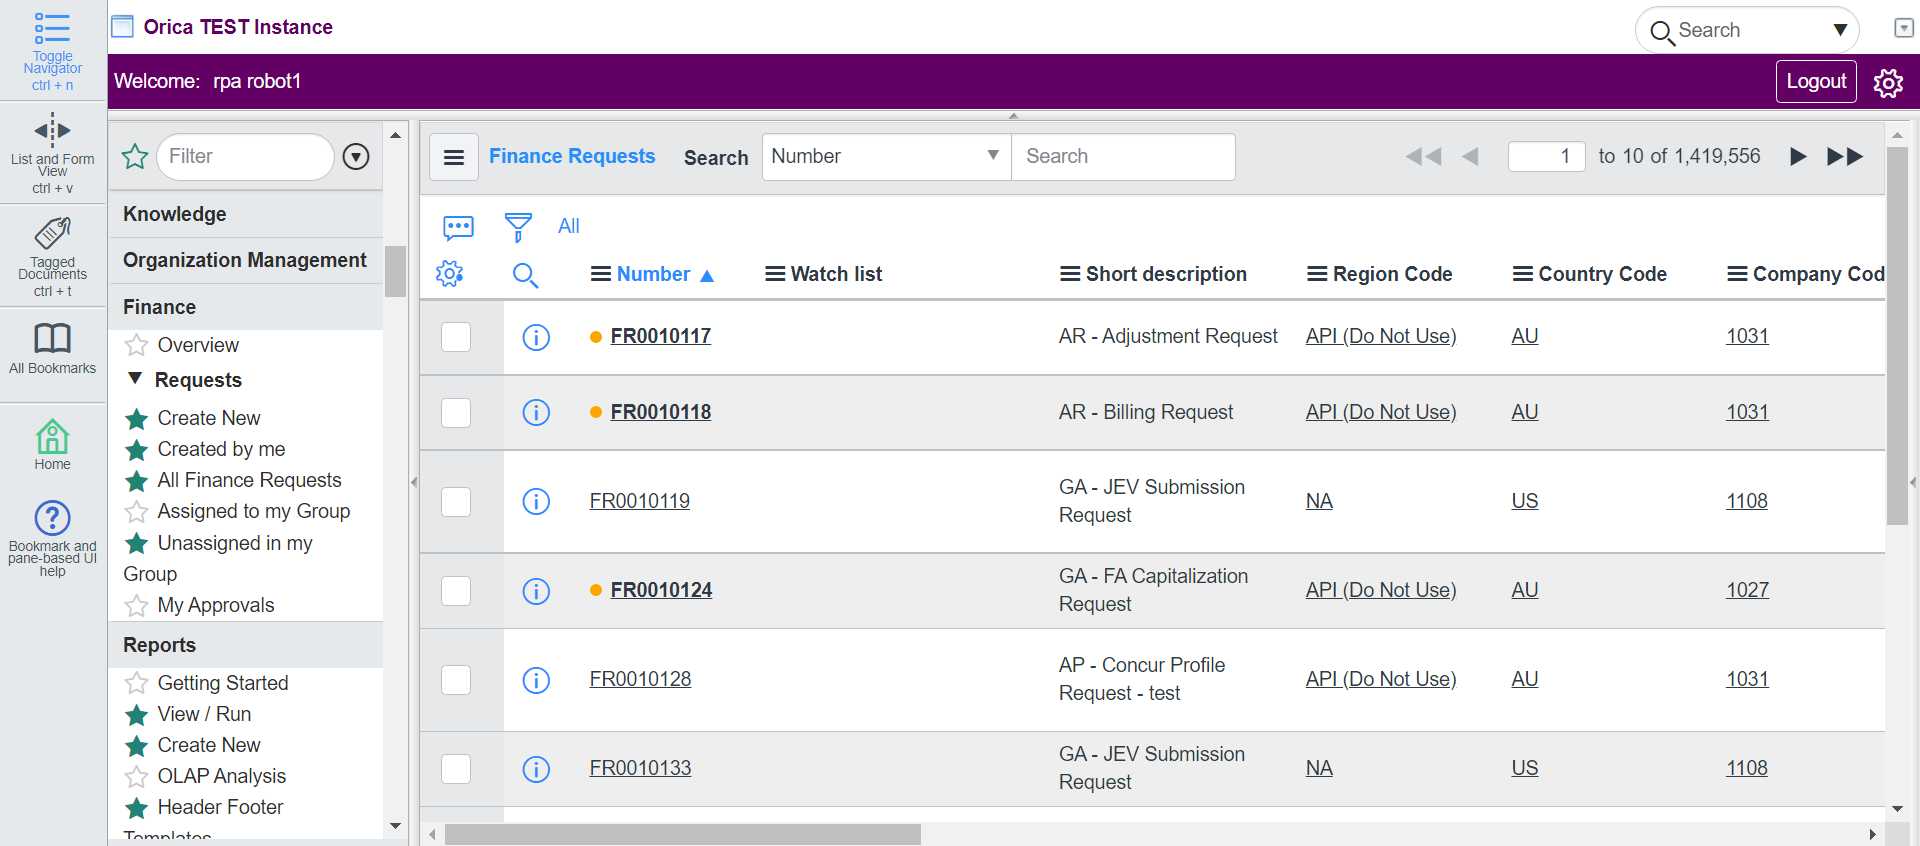 Toggle
Navigator
ctrl + n
List and Form
View
ctrl + v
Tagged
Documents
ctrl + t
All Bookmarks
Home
Bookmark and
pane-based UI
help
Orica TEST Instance
Search
Welcome: rpa robot1
Logout
Filter
Knowledge
Organization Management
Finance
Overview
Requests
Create New
Created by me
All Finance Requests
Assigned to my Group
Unassigned in my
Group
My Approvals
Reports
Getting Started
View / Run
Create New
OLAP Analysis
Header Footer
Templates
Finance Requests Search Number Search 1 to 10 of 1,419,556
All
Number Watch list Short description Region Code Country Code Company Cod
FR0010117 AR - Adjustment Request API (Do Not Use) AU 1031
FR0010118 AR - Billing Request API (Do Not Use) AU 1031
FR0010119 GA - JEV Submission Request NA US 1108
FR0010124 GA - FA Capitalization Request API (Do Not Use) AU 1027
FR0010128 AP - Concur Profile Request - test API (Do Not Use) AU 1031
FR0010133 GA - JEV Submission Request NA US 1108